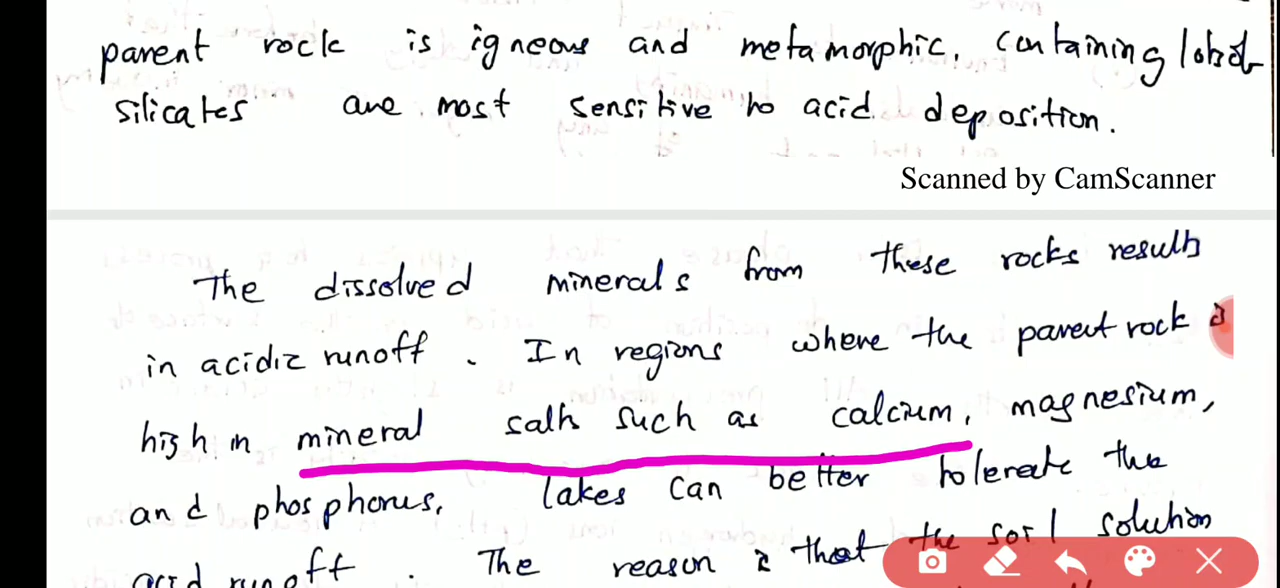 parent rock is igneous and metamorphic, containing
silicates are most sensitive to acid deposition.
Scanned by CamScanner
The dissolved minerals from these rocks results
in acidic runoff. In regions where the parent rock is
high in mineral salts such as calcium, magnesium,
and phosphorus, lakes can better tolerate the
acid runoff. The reason is that the soil solution